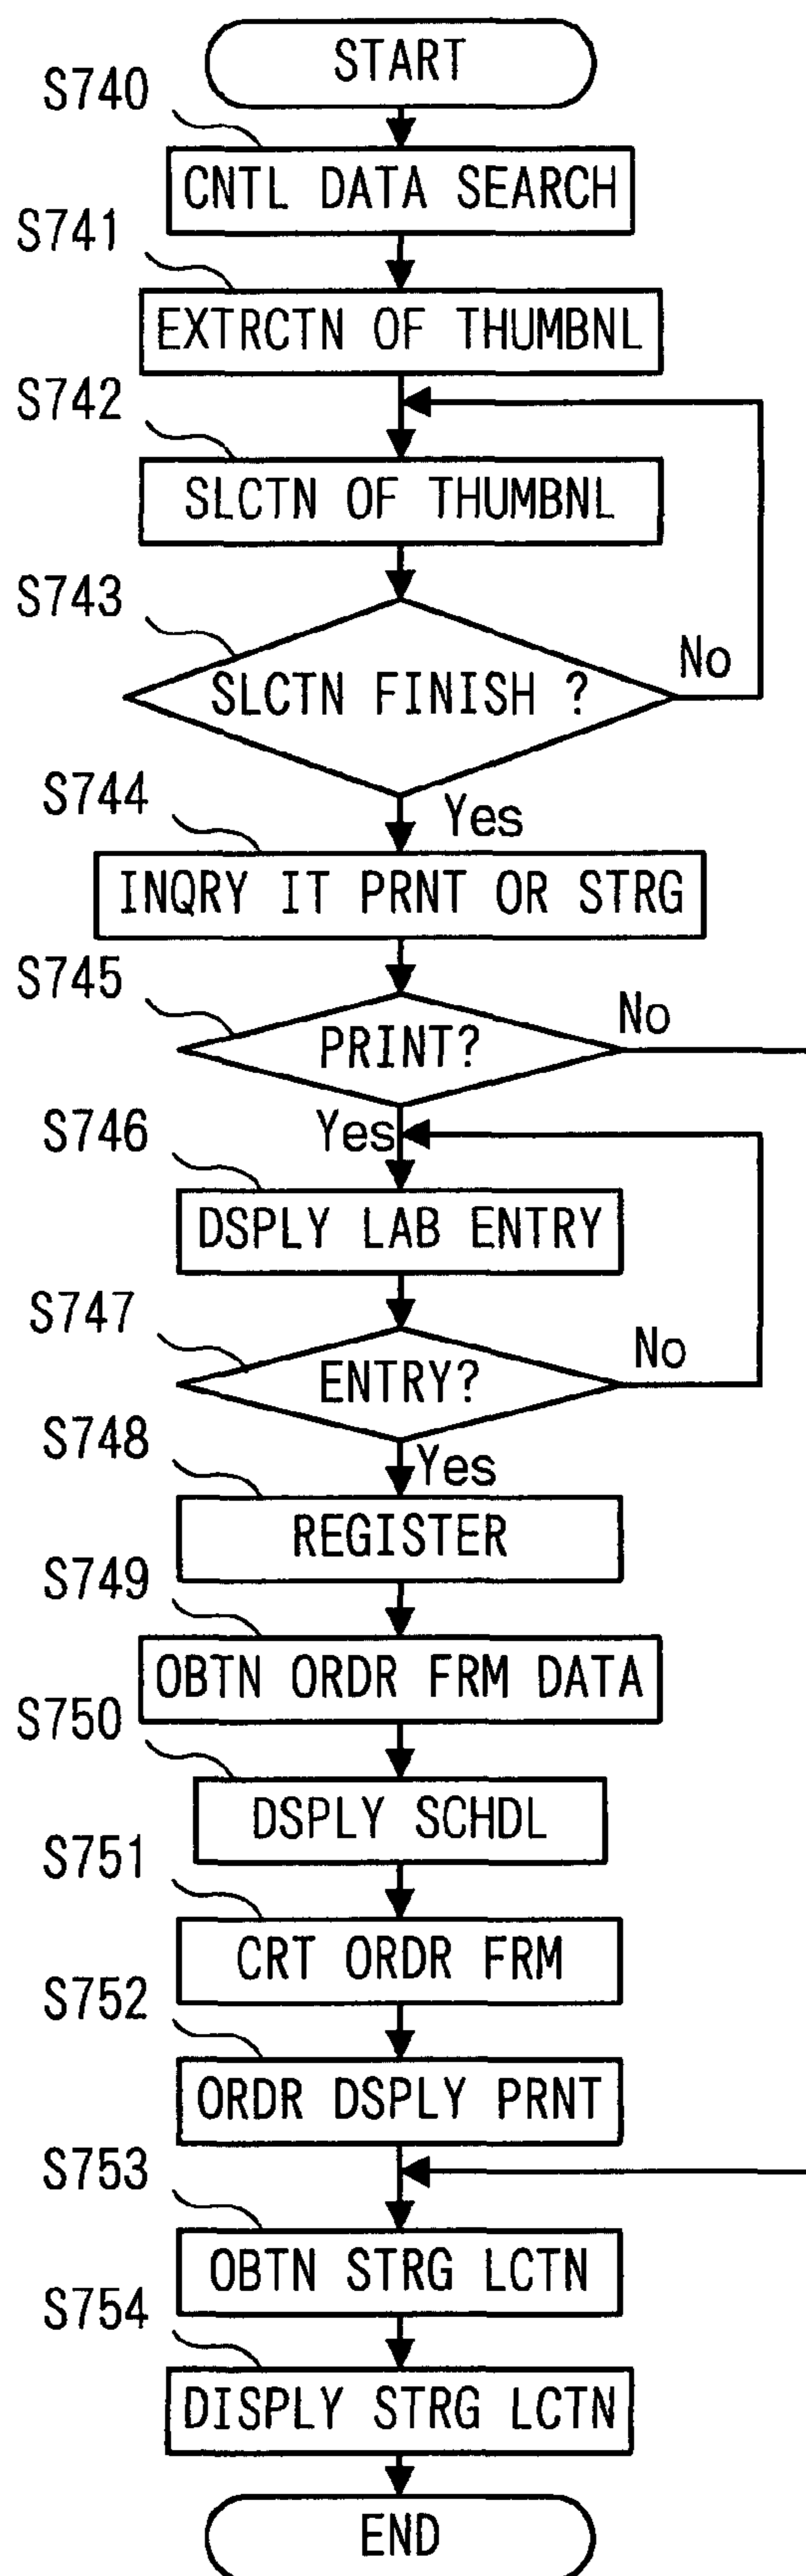 START
S740
CNTL DATA SEARCH
S741
EXTRCTN OF THUMBNL
S742
SLCTN OF THUMBNL
S743
SLCTN FINISH ?
No
Yes
S744
INQRY IT PRNT OR STRG
S745
PRINT?
No
Yes
S746
DSPLY LAB ENTRY
S747
ENTRY?
No
Yes
S748
REGISTER
S749
OBTN ORDR FRM DATA
S750
DSPLY SCHDL
S751
CRT ORDR FRM
S752
ORDR DSPLY PRNT
S753
OBTN STRG LCTN
S754
DISPLY STRG LCTN
END